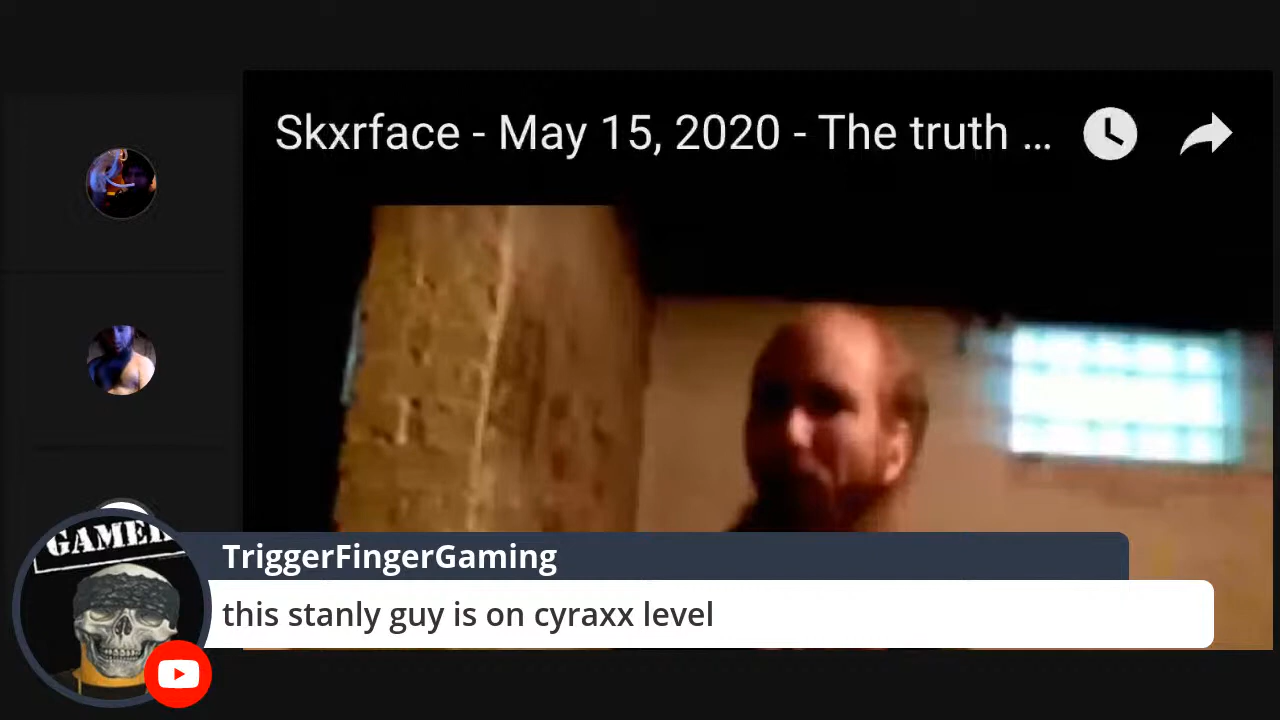 Skxrface - May 15, 2020 - The truth ...
GAMER
TriggerFingerGaming
this stanly guy is on cyraxx level